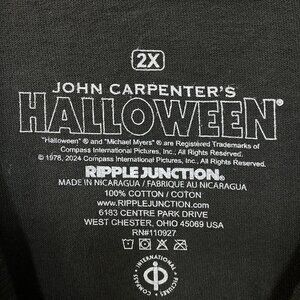 2X
JOHN CARPENTER'S
HALLOWEEN®
"Halloween" ® and "Michael Myers" ® are Registered Trademarks of
Compass International Pictures, Inc. All Rights Reserved.
© 1978, 2024 Compass International Pictures, Inc.
All Rights Reserved.
RIPPLE JUNCTION®
MADE IN NICARAGUA / FABRIQUÉ AU NICARAGUA
100% COTTON / COTON
WWW.RIPPLEJUNCTION.COM
6183 CENTRE PARK DRIVE
WEST CHESTER, OHIO 45069 USA
RN#110927
COMPASS INTERNATIONAL PICTURES